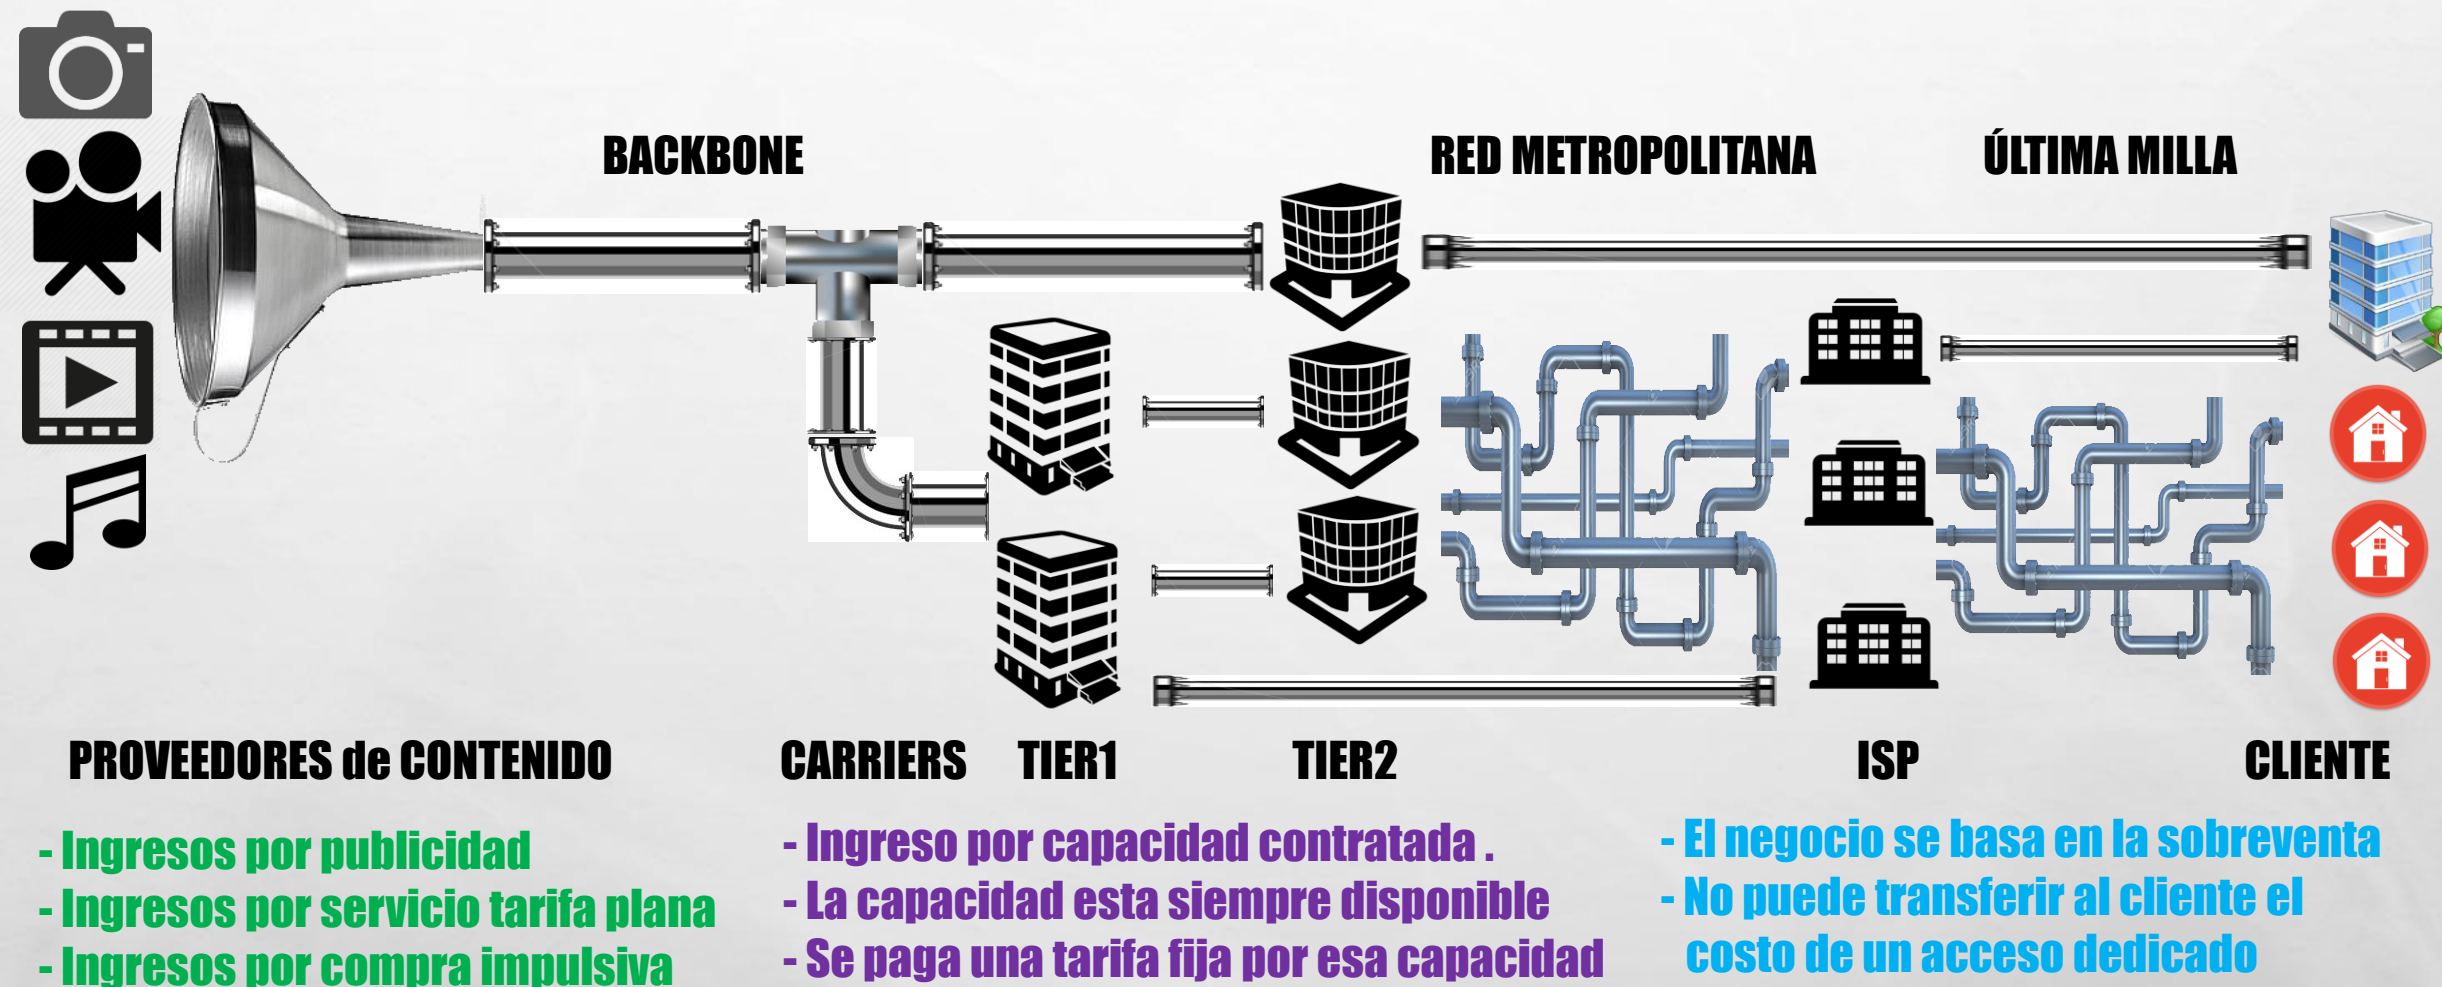 BACKBONE
RED METROPOLITANA
ÚLTIMA MILLA
PROVEEDORES de CONTENIDO
CARRIERS
TIER1
TIER2
ISP
CLIENTE
- Ingresos por publicidad
- Ingresos por servicio tarifa plana
- Ingresos por compra impulsiva
- Ingreso por capacidad contratada .
- La capacidad esta siempre disponible
- Se paga una tarifa fija por esa capacidad
- El negocio se basa en la sobreventa
- No puede transferir al cliente el
costo de un acceso dedicado